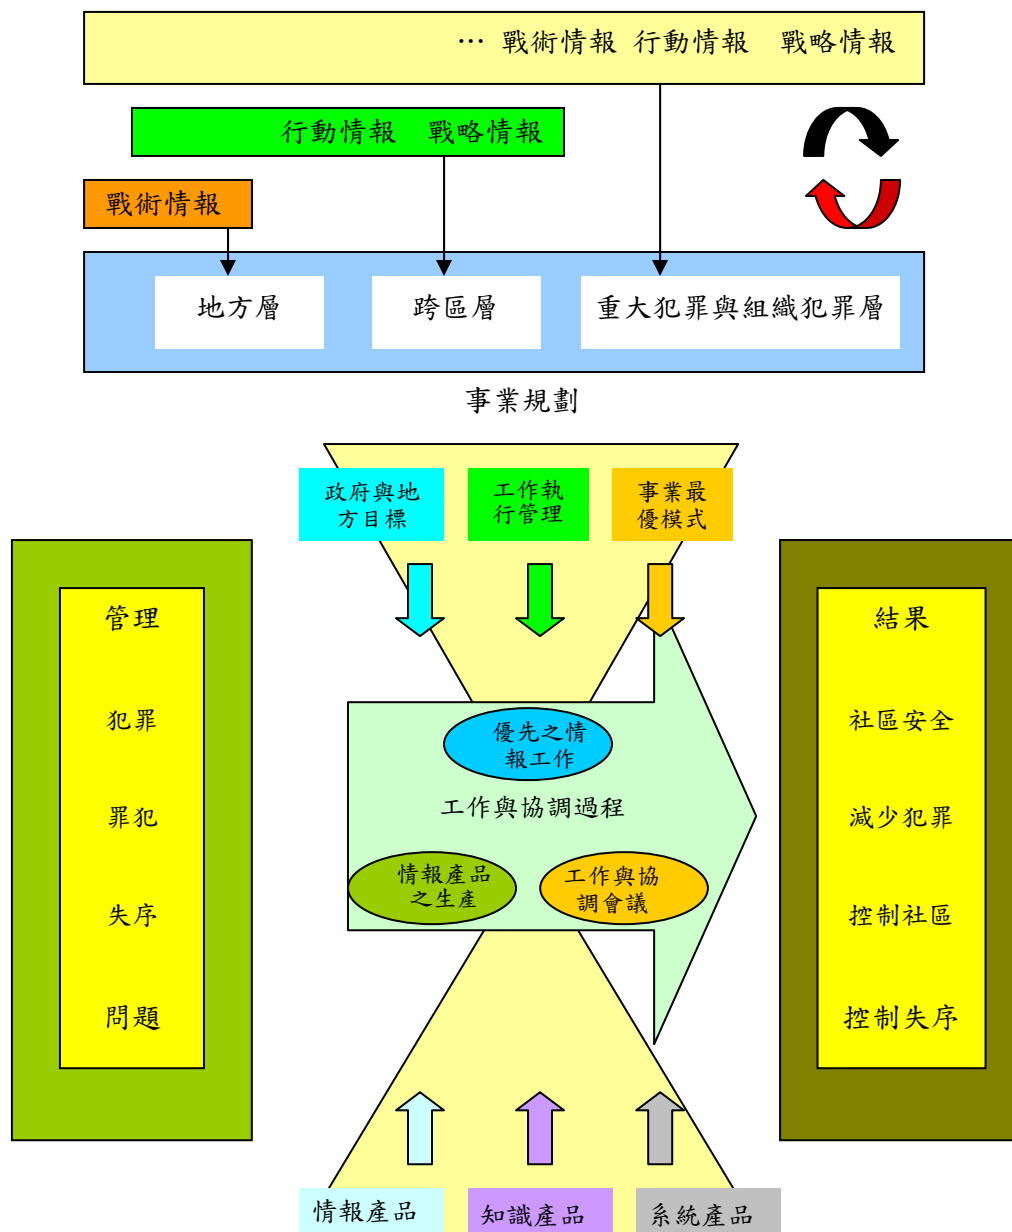 … 戰術情報 行動情報　戰略情報
行動情報　戰略情報
戰術情報
地方層
跨區層
重大犯罪與組織犯罪層
事業規劃
政府與地
方目標
工作執
行管理
事業最
優模式
管理
犯罪
罪犯
失序
問題
優先之情
報工作
工作與協調過程
情報產品
之生產
工作與協
調會議
結果
社區安全
減少犯罪
控制社區
控制失序
情報產品
知識產品
系統產品